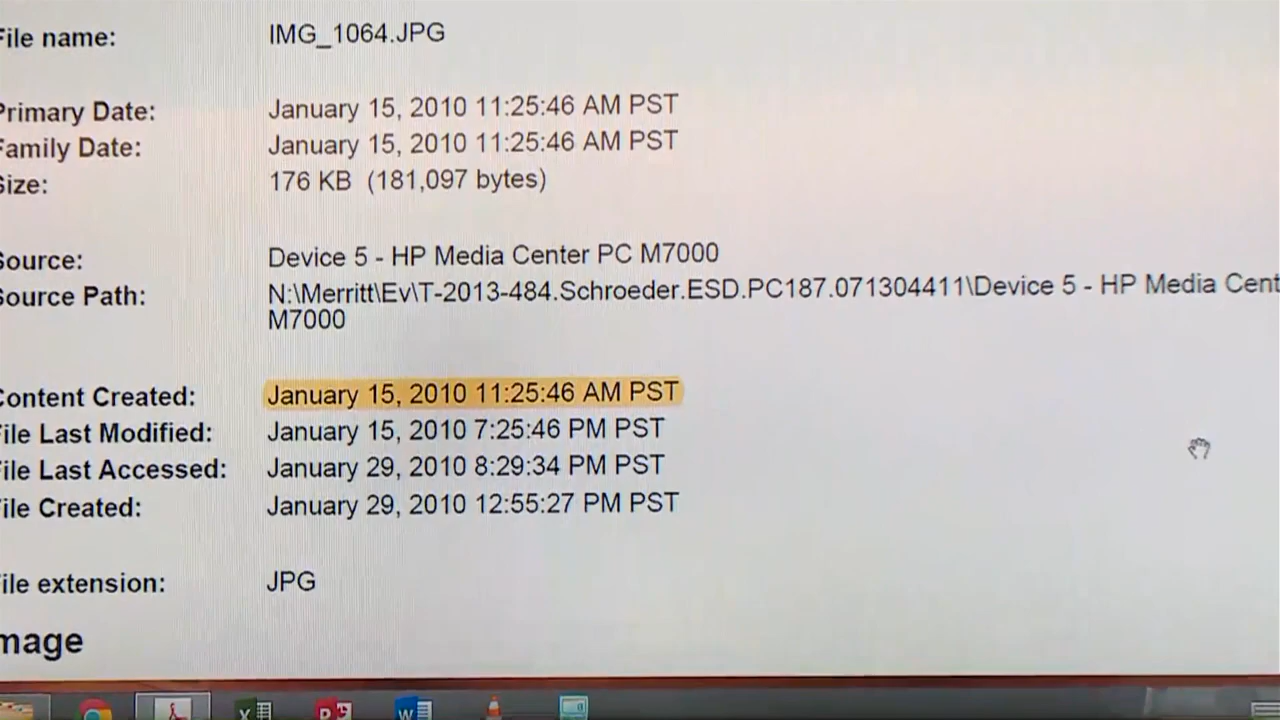 File name: IMG_1064.JPG
Primary Date: January 15, 2010 11:25:46 AM PST
Family Date: January 15, 2010 11:25:46 AM PST
Size: 176 KB (181,097 bytes)
Source: Device 5 - HP Media Center PC M7000
Source Path: N:\Merritt\Ev\T-2013-484.Schroeder.ESD.PC187.071304411\Device 5 - HP Media Cent
M7000
Content Created: January 15, 2010 11:25:46 AM PST
File Last Modified: January 15, 2010 7:25:46 PM PST
File Last Accessed: January 29, 2010 8:29:34 PM PST
File Created: January 29, 2010 12:55:27 PM PST
File extension: JPG
mage